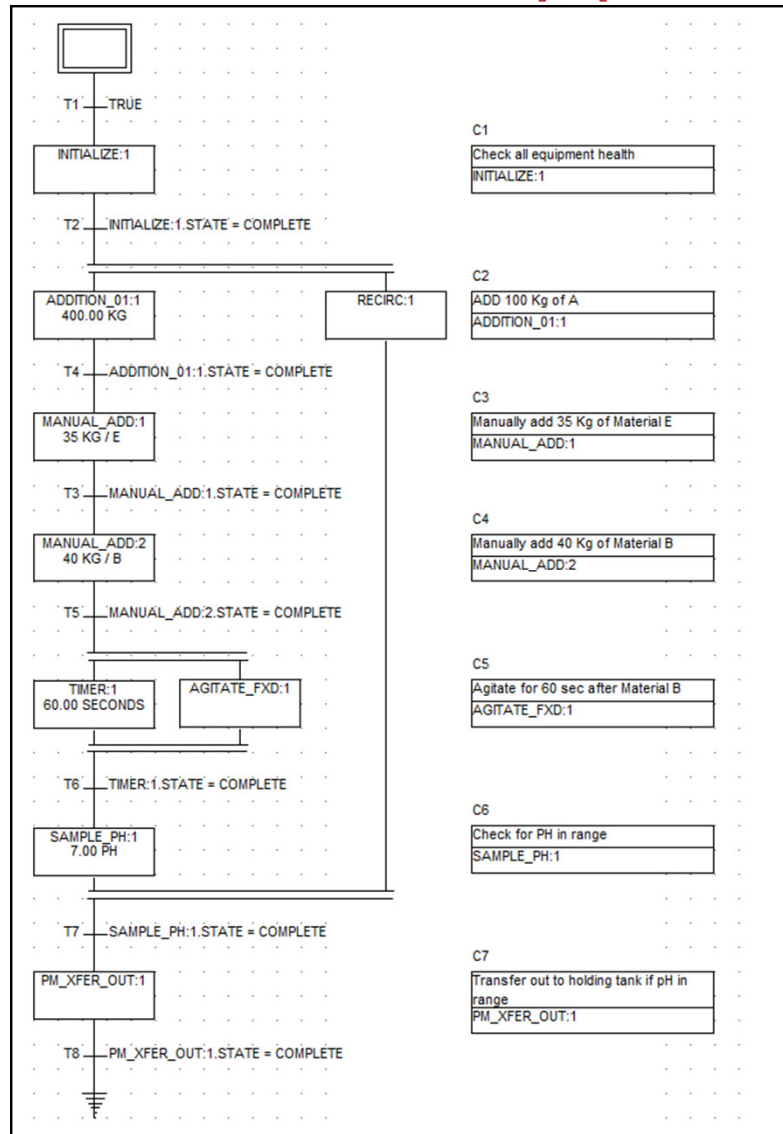 T1 TRUE
C1
INITIALIZE:1
Check all equipment health
INITIALIZE:1
T2 INITIALIZE:1.STATE = COMPLETE
C2
ADDITION_01:1
400.00 KG
RECIRC:1
ADD 100 Kg of A
ADDITION_01:1
T4 ADDITION_01:1.STATE = COMPLETE
C3
MANUAL_ADD:1
35 KG / E
Manually add 35 Kg of Material E
MANUAL_ADD:1
T3 MANUAL_ADD:1.STATE = COMPLETE
C4
MANUAL_ADD:2
40 KG / B
Manually add 40 Kg of Material B
MANUAL_ADD:2
T5 MANUAL_ADD:2.STATE = COMPLETE
C5
TIMER:1
60.00 SECONDS
AGITATE_FXD:1
Agitate for 60 sec after Material B
AGITATE_FXD:1
T6 TIMER:1.STATE = COMPLETE
C6
SAMPLE_PH:1
7.00 PH
Check for PH in range
SAMPLE_PH:1
T7 SAMPLE_PH:1.STATE = COMPLETE
C7
PM_XFER_OUT:1
Transfer out to holding tank if pH in
range
PM_XFER_OUT:1
T8 PM_XFER_OUT:1.STATE = COMPLETE